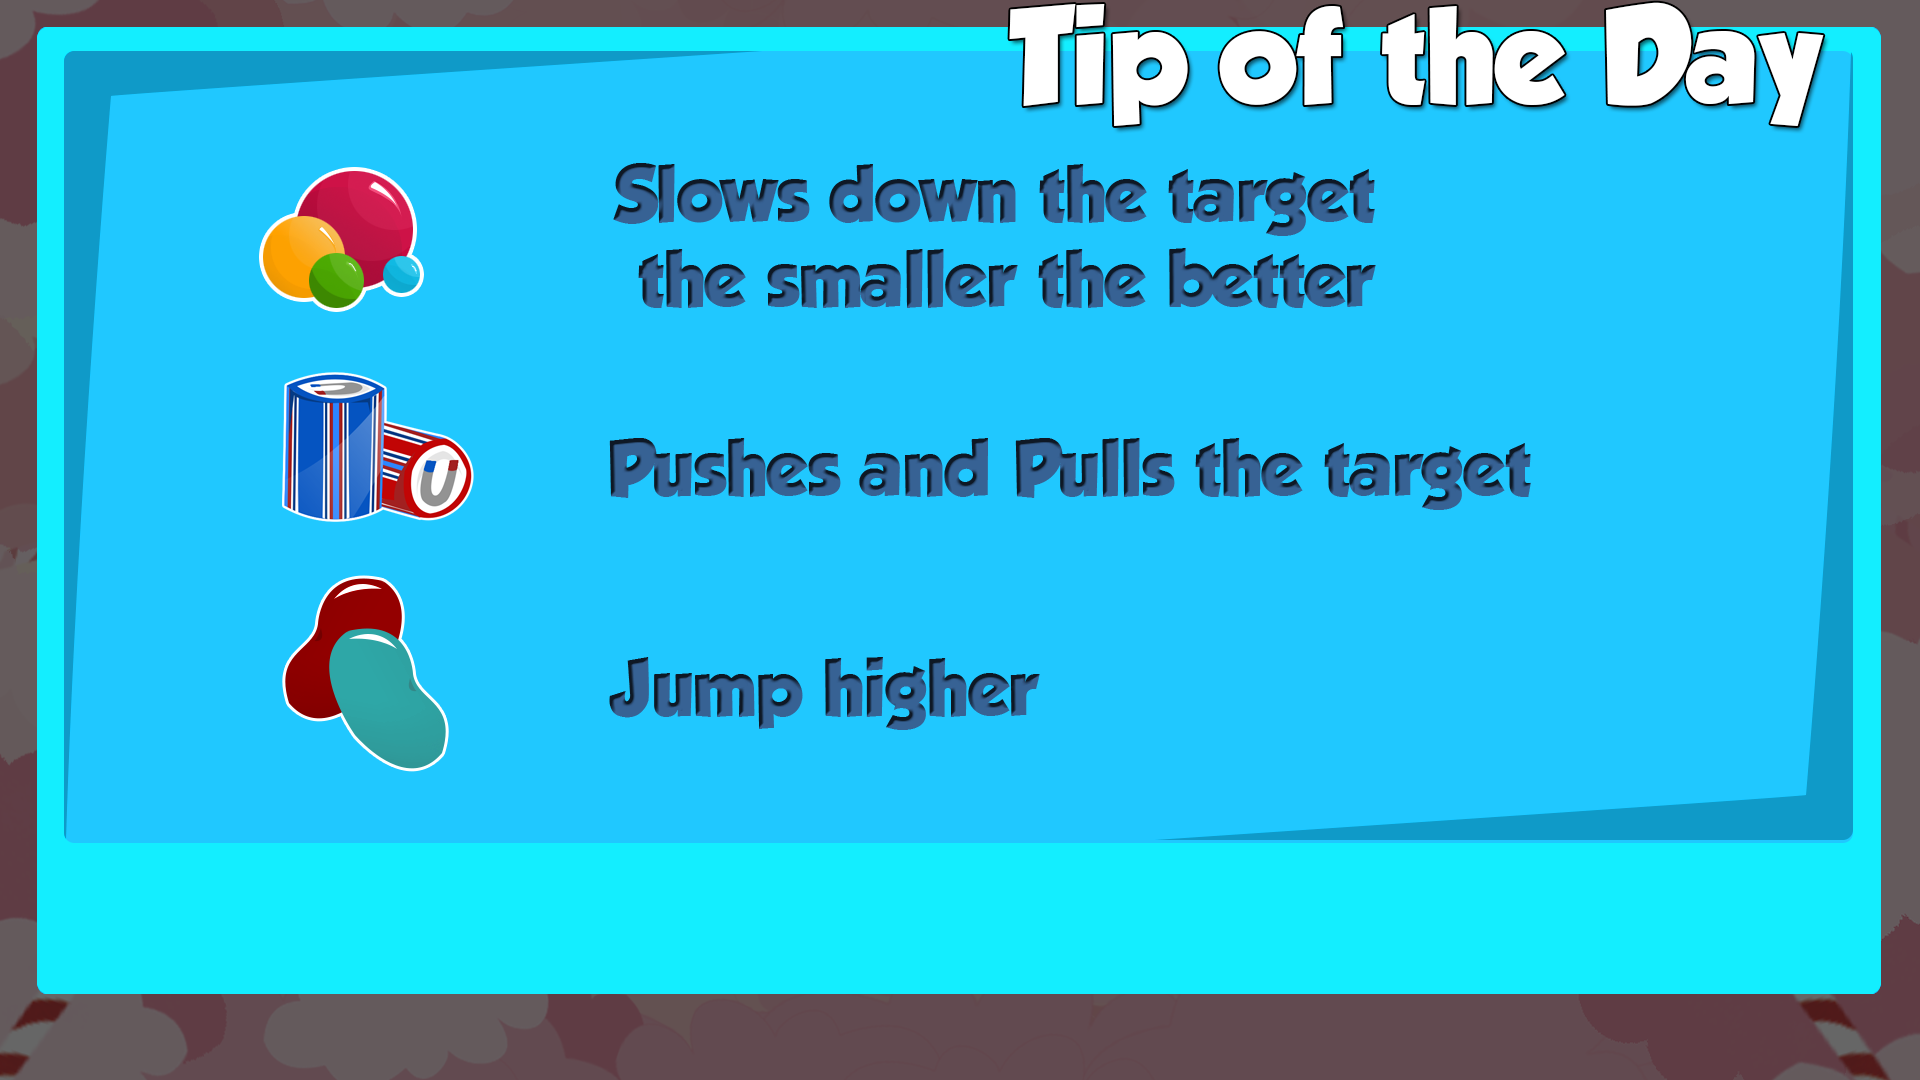 Tip of the Day
Slows down the target
the smaller the better
Pushes and Pulls the target
Jump higher